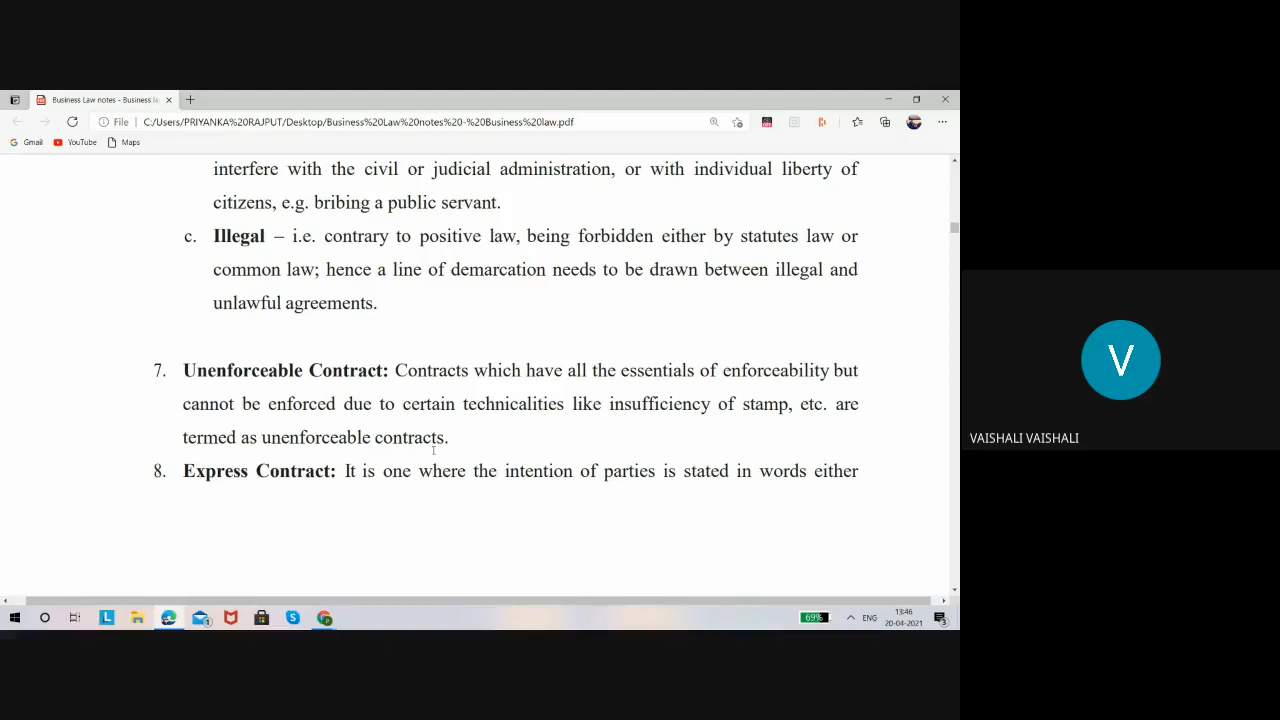 Business Law notes - Business la
File
C:/Users/PRIYANKA%20RAJPUT/Desktop/Business%20Law%20notes%20-%20Business%20law.pdf
Gmail YouTube Maps
interfere with the civil or judicial administration, or with individual liberty of
citizens, e.g. bribing a public servant.
c. Illegal – i.e. contrary to positive law, being forbidden either by statutes law or
common law; hence a line of demarcation needs to be drawn between illegal and
unlawful agreements.
7. Unenforceable Contract: Contracts which have all the essentials of enforceability but
cannot be enforced due to certain technicalities like insufficiency of stamp, etc. are
termed as unenforceable contracts.
8. Express Contract: It is one where the intention of parties is stated in words either
V
VAISHALI VAISHALI
69%
ENG
13:46
20-04-2021